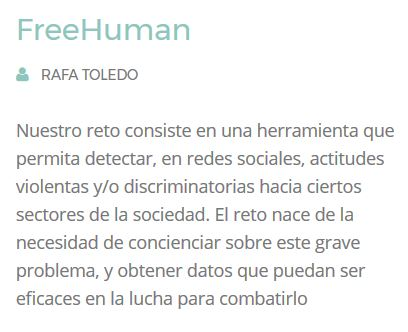 FreeHuman
RAFA TOLEDO
Nuestro reto consiste en una herramienta que
permita detectar, en redes sociales, actitudes
violentas y/o discriminatorias hacia ciertos
sectores de la sociedad. El reto nace de la
necesidad de concienciar sobre este grave
problema, y obtener datos que puedan ser
eficaces en la lucha para combatirlo